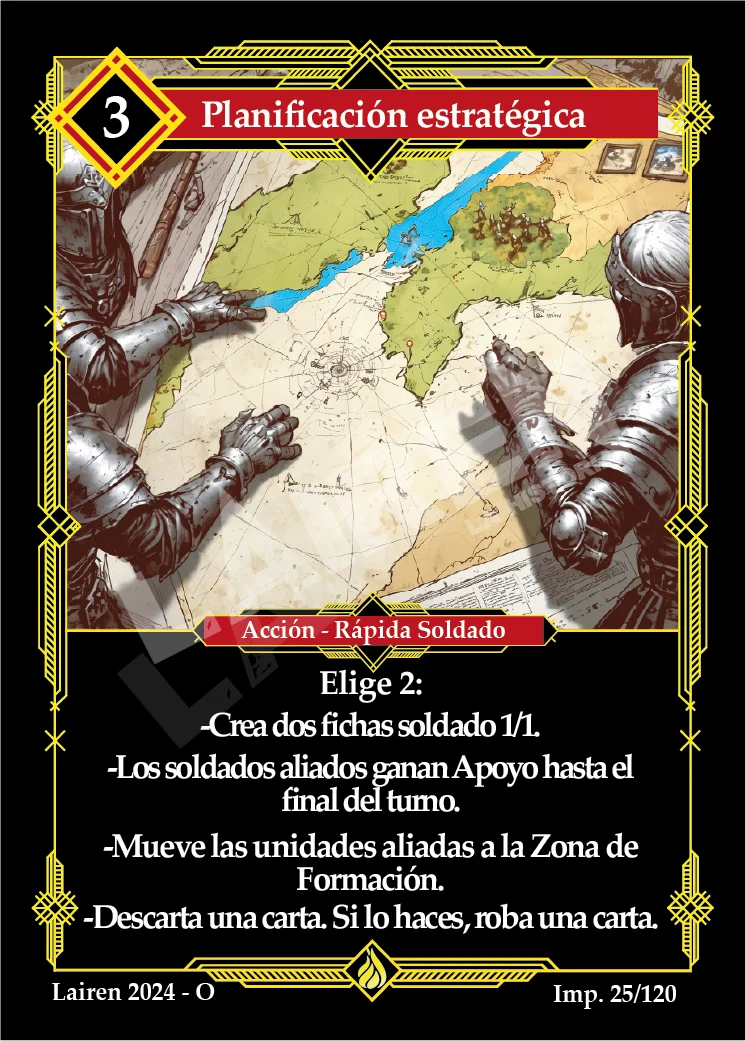 3
Planificación estratégica
Acción - Rápida Soldado
Elige 2:
-Crea dos fichas soldado 1/1.
-Los soldados aliados ganan Apoyo hasta el
final del turno.
-Mueve las unidades aliadas a la Zona de
Formación.
-Descarta una carta. Si lo haces, roba una carta.
Lairen 2024 - O
Imp. 25/120